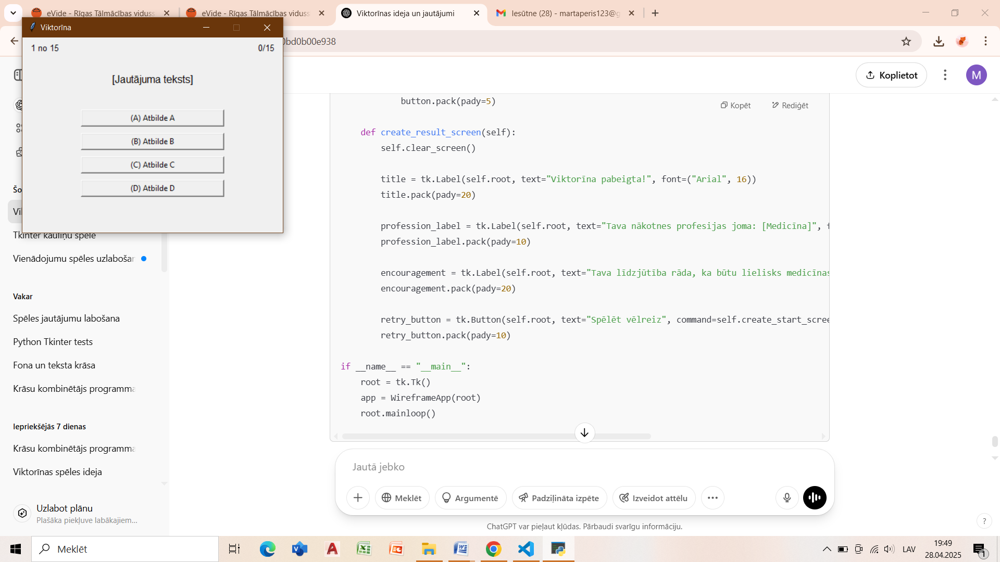 eVide - Rīgas Tālmācības viduss
eVide - Rīgas Tālmācības viduss
Viktorīnas ideja un jautājumi
Iesūtne (28) - martaperis123@g
Viktorīna
0bd0b00e938
1 no 15
0/15
[Jautājuma teksts]
(A) Atbilde A
(B) Atbilde B
(C) Atbilde C
(D) Atbilde D
Koplietot
M
Šo
Vil
Tkinter kauliņu spēle
Vienādojumu spēles uzlabošar
Vakar
Spēles jautājumu labošana
Python Tkinter tests
Fona un teksta krāsa
Krāsu kombinētājs programma
Iepriekšējās 7 dienas
Krāsu kombinētājs programma
Viktorīnas spēles ideja
Uzlabot plānu
Plašāka piekļuve labākajiem...
Kopēt
Rediģēt
button.pack(pady=5)
def create_result_screen(self):
self.clear_screen()
title = tk.Label(self.root, text="Viktorīna pabeigta!", font=("Arial", 16))
title.pack(pady=20)
profession_label = tk.Label(self.root, text="Tava nākotnes profesijas joma: [Medicīna]", f
profession_label.pack(pady=10)
encouragement = tk.Label(self.root, text="Tava līdzjūtība rāda, ka būtu lielisks medicīnas
encouragement.pack(pady=20)
retry_button = tk.Button(self.root, text="Spēlēt vēlreiz", command=self.create_start_scree
retry_button.pack(pady=10)
if __name__ == "__main__":
root = tk.Tk()
app = WireframeApp(root)
root.mainloop()
Jautā jebko
Meklēt
Argumentē
Padziļināta izpēte
Izveidot attēlu
ChatGPT var pieļaut kļūdas. Pārbaudi svarīgu informāciju.
?
Meklēt
LAV
19:49
28.04.2025
1